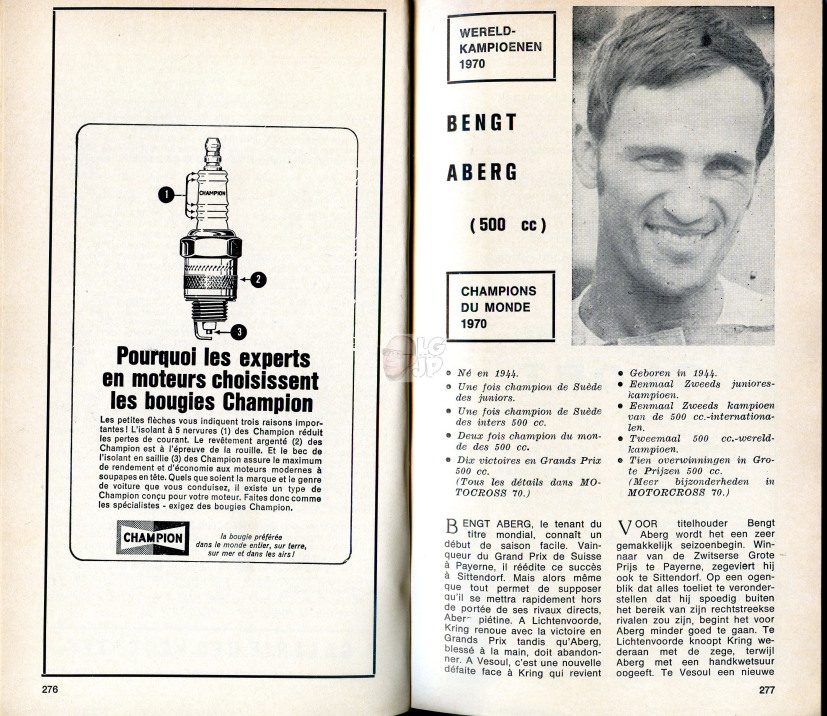 1
CHAMPION
2
3
Pourquoi les experts
en moteurs choisissent
les bougies Champion
Les petites flèches vous indiquent trois raisons impor-
tantes! L'isolant à 5 nervures (1) des Champion réduit
les pertes de courant. Le revêtement argenté (2) des
Champion est à l'épreuve de la rouille. Et le bec de
l'isolant en saillie (3) des Champion assure le maximum
de rendement et d'économie aux moteurs modernes à
soupapes en tête. Quels que soient la marque et le genre
de voiture que vous conduisez, il existe un type de
Champion conçu pour votre moteur. Faites donc comme
les spécialistes - exigez des bougies Champion.
CHAMPION
la bougie préférée
dans le monde entier, sur terre,
sur mer et dans les airs!
276
WERELD-
KAMPIOENEN
1970
BENGT
ABERG
(500 cc)
CHAMPIONS
DU MONDE
1970
LG
JP
• Né en 1944.
• Une fois champion de Suède
des juniors.
• Une fois champion de Suède
des inters 500 cc.
• Deux fois champion du mon-
de des 500 cc.
• Dix victoires en Grands Prix
500 cc.
(Tous les détails dans MO-
TOCROSS 70.)
• Geboren in 1944.
• Eenmaal Zweeds juniores-
kampioen.
• Eenmaal Zweeds kampioen
van de 500 cc.-internationa-
len.
• Tweemaal 500 cc.-wereld-
kampioen.
• Tien overwinningen in Gro-
te Prijzen 500 cc.
(Meer bijzonderheden in
MOTORCROSS 70.)
BENGT ABERG, le tenant du
titre mondial, connaît un
début de saison facile. Vain-
queur du Grand Prix de Suisse
à Payerne, il réédite ce succès
à Sittendorf. Mais alors même
que tout permet de supposer
qu'il se mettra rapidement hors
de portée de ses rivaux directs,
Aber piétine. A Lichtenvoorde,
Kring renoue avec la victoire en
Grands Prix tandis qu'Aberg,
blessé à la main, doit abandon-
ner. A Vesoul, c'est une nouvelle
défaite face à Kring qui revient
VOOR titelhouder Bengt
Aberg wordt het een zeer
gemakkelijk seizoenbegin. Win-
naar van de Zwitserse Grote
Prijs te Payerne, zegeviert hij
ook te Sittendorf. Op een ogen-
blik dat alles toeliet te veronder-
stellen dat hij spoedig buiten
het bereik van zijn rechtstreekse
rivalen zou zijn, begint het voor
Aberg minder goed te gaan. Te
Lichtenvoorde knoopt Kring we-
deraan met de zege, terwijl
Aberg met een handkwetsuur
opgeeft. Te Vesoul een nieuwe
277